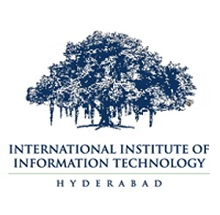 INTERNATIONAL INSTITUTE OF
INFORMATION TECHNOLOGY
HYDERABAD